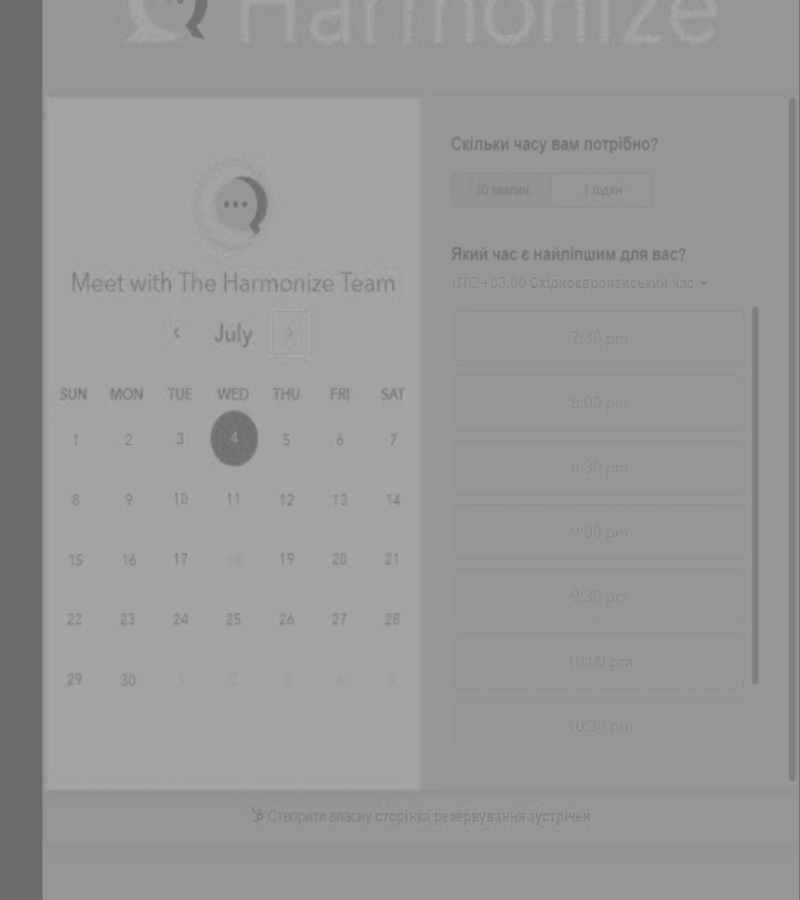 Harmonize
Meet with The Harmonize Team
July
SUN MON TUE WED THU FRI SAT
1 2 3 4 5 6 7
8 9 10 11 12 13 14
15 16 17 18 19 20 21
22 23 24 25 26 27 28
29 30 1 2 3 4 5
Скільки часу вам потрібно?
30 хвилин 1 годин
Який час є найліпшим для вас?
UTC +03:00 Східноєвропейський час
7:30 pm
8:00 pm
8:30 pm
9:00 pm
9:30 pm
10:00 pm
10:30 pm
Створити власну сторінка резервування зустрічей